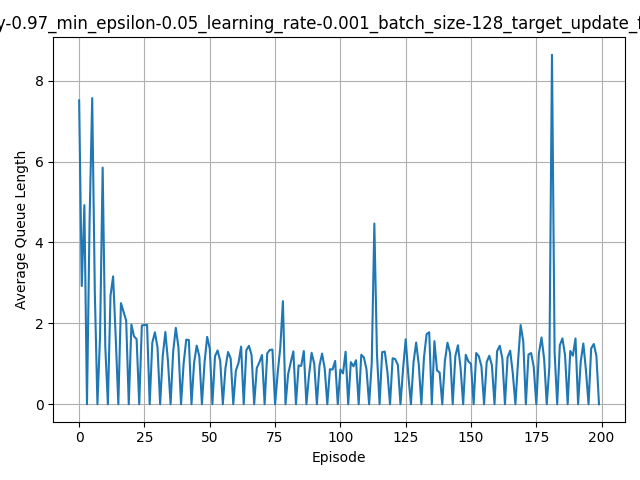 y-0.97_min_epsilon-0.05_learning_rate-0.001_batch_size-128_target_update_f
Average Queue Length
8
6
4
2
0
0 25 50 75 100 125 150 175 200
Episode